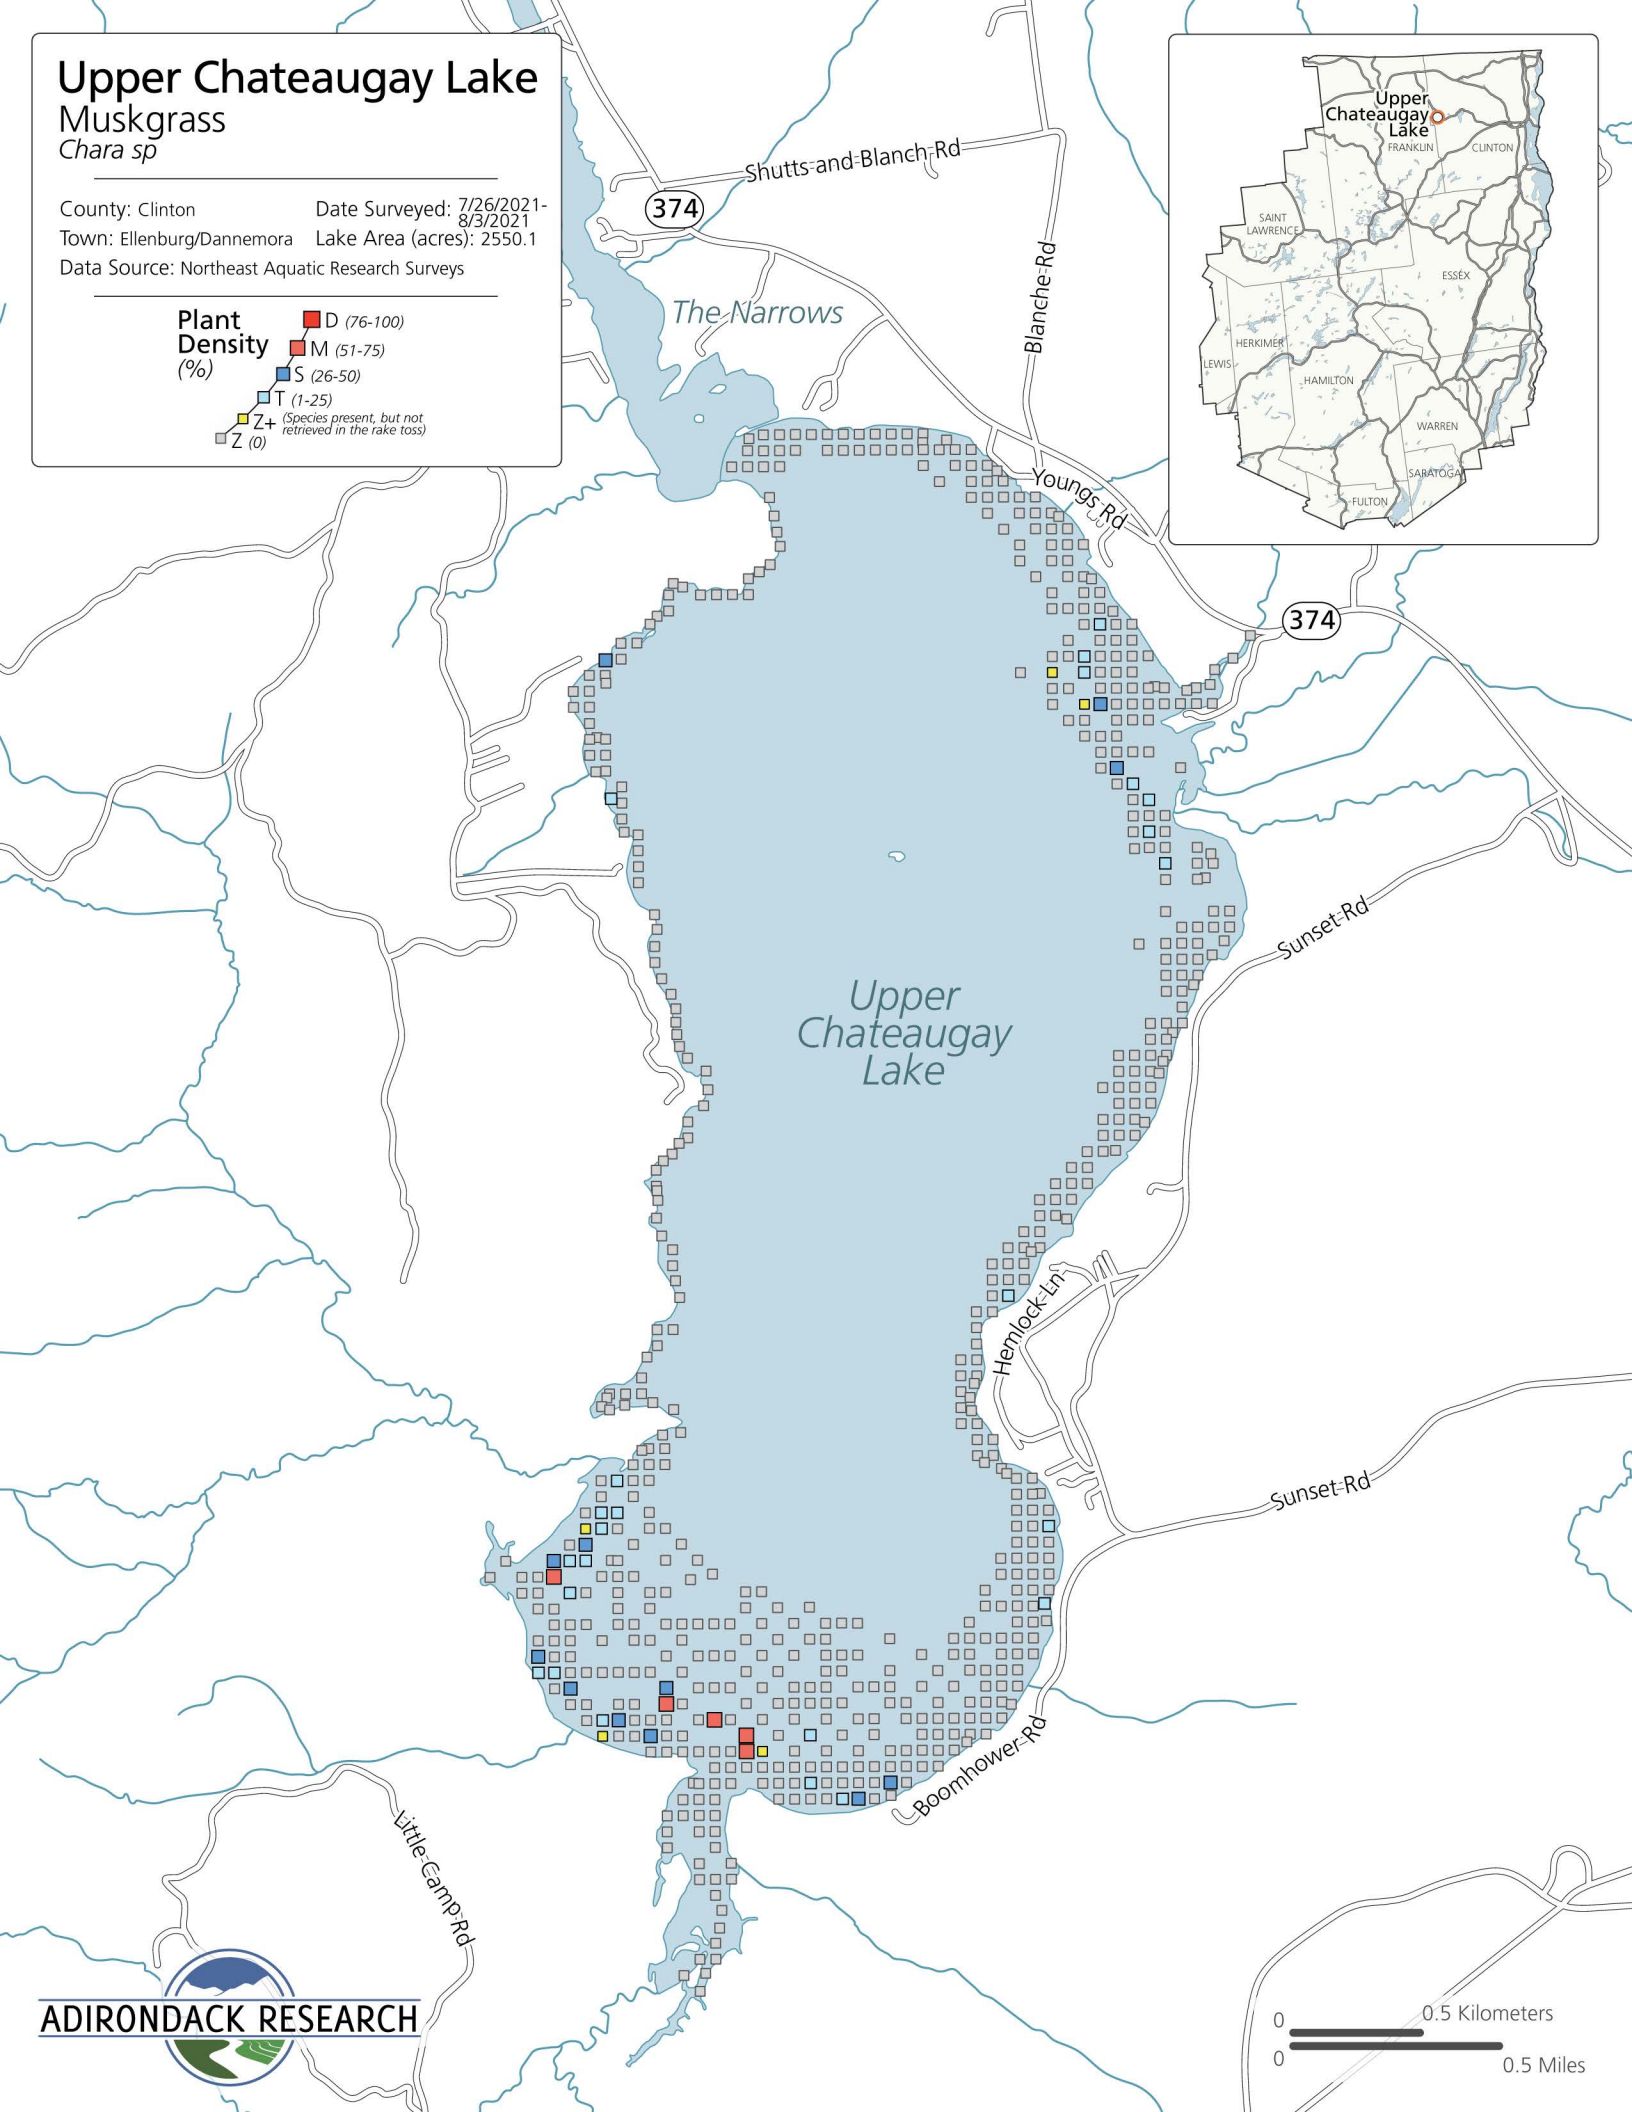 Upper Chateaugay Lake
Muskgrass
Chara sp
County: Clinton
Date Surveyed: 7/26/2021-
8/3/2021
Town: Ellenburg/Dannemora
Lake Area (acres): 2550.1
Data Source: Northeast Aquatic Research Surveys
Plant
Density
(%)
D (76-100)
M (51-75)
S (26-50)
T (1-25)
Z+ (Species present, but not
retrieved in the rake toss)
Z (0)
Upper
Chateaugay
Lake
FRANKLIN
CLINTON
SAINT
LAWRENCE
ESSEX
HERKIMER
LEWIS
HAMILTON
WARREN
SARATOGA
FULTON
Shutts and Blanch Rd
374
Blanche Rd
The Narrows
Youngs Rd
374
Sunset Rd
Upper
Chateaugay
Lake
Hemlock Ln
Sunset Rd
Boomhower Rd
Little Camp Rd
ADIRONDACK RESEARCH
0
0.5 Kilometers
0
0.5 Miles